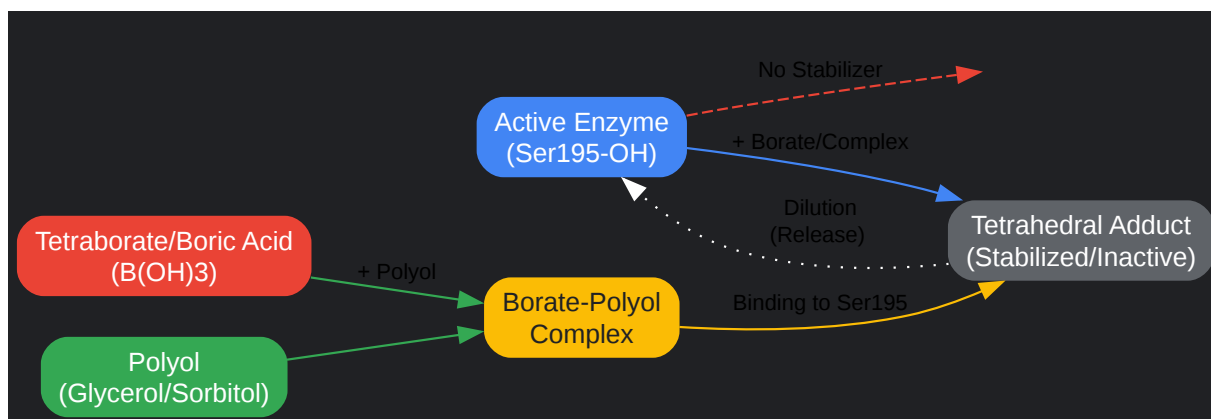 No Stabilizer
Active Enzyme
(Ser195-OH)
+ Borate/Complex
Dilution
(Release)
Tetrahedral Adduct
(Stabilized/Inactive)
Tetraborate/Boric Acid
(B(OH)3)
+ Polyol
Borate-Polyol
Complex
Binding to Ser195
Polyol
(Glycerol/Sorbitol)